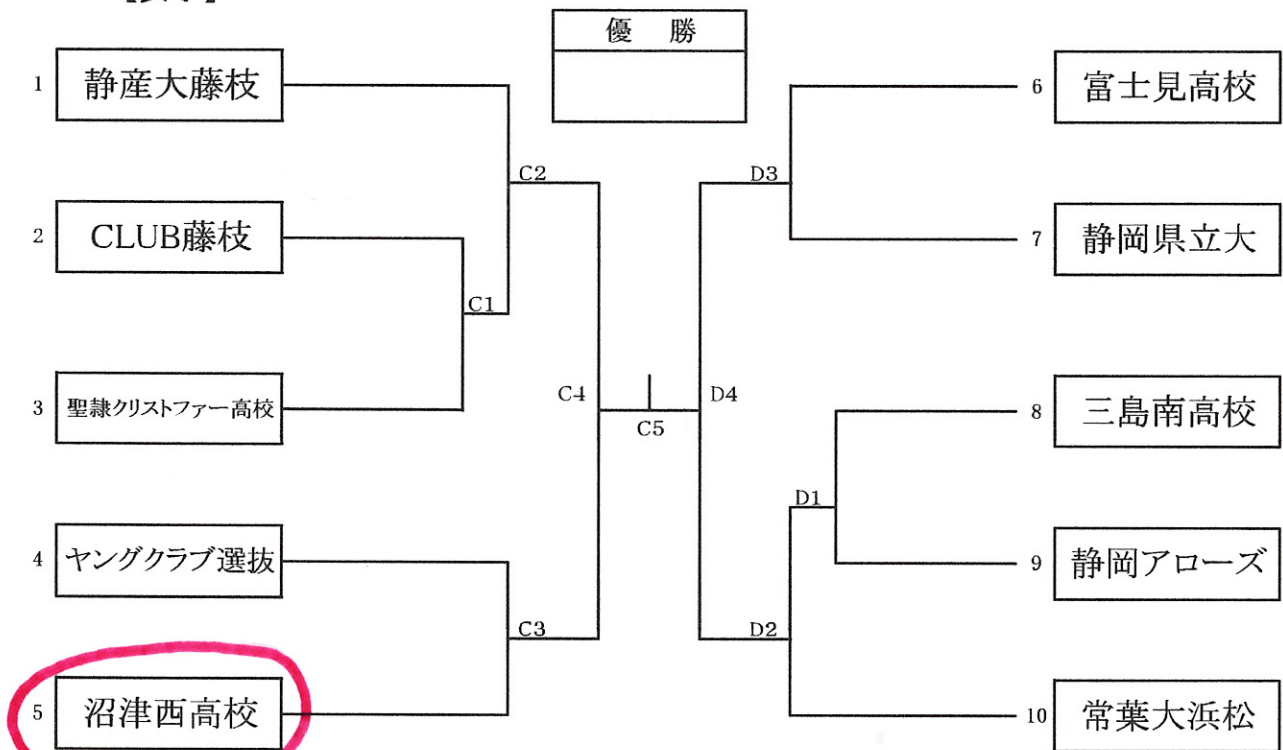 優勝
1 静産大藤枝
2 CLUB藤枝
3 聖隷クリストファー高校
4 ヤングクラブ選抜
5 沼津西高校
C1
C2
C3
C4
C5
D4
D3
D1
D2
6 富士見高校
7 静岡県立大
8 三島南高校
9 静岡アローズ
10 常葉大浜松